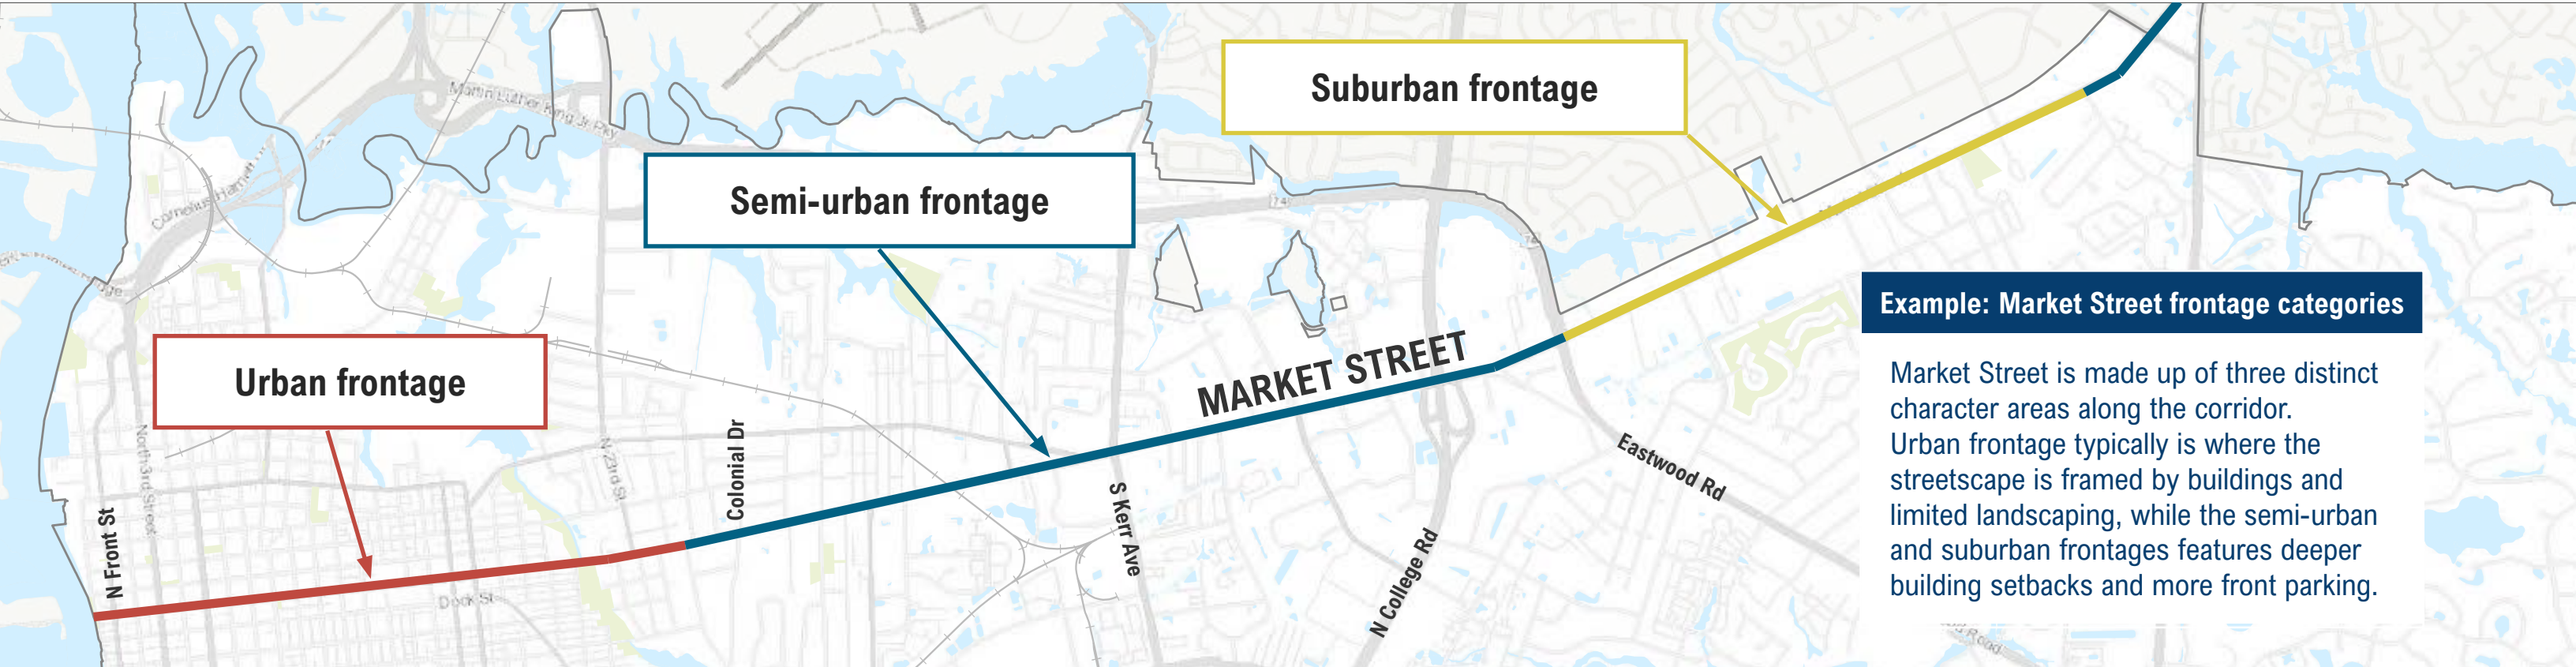 Suburban frontage
Martin Luther King Jr. Pky
Semi-urban frontage
Urban frontage
Example: Market Street frontage categories
Market Street is made up of three distinct
character areas along the corridor.
Urban frontage typically is where the
streetscape is framed by buildings and
limited landscaping, while the semi-urban
and suburban frontages features deeper
building setbacks and more front parking.
MARKET STREET
N Front St
North 3rd Street
N 23rd St
Colonial Dr
S Kerr Ave
N College Rd
Eastwood Rd
Dock St
Road